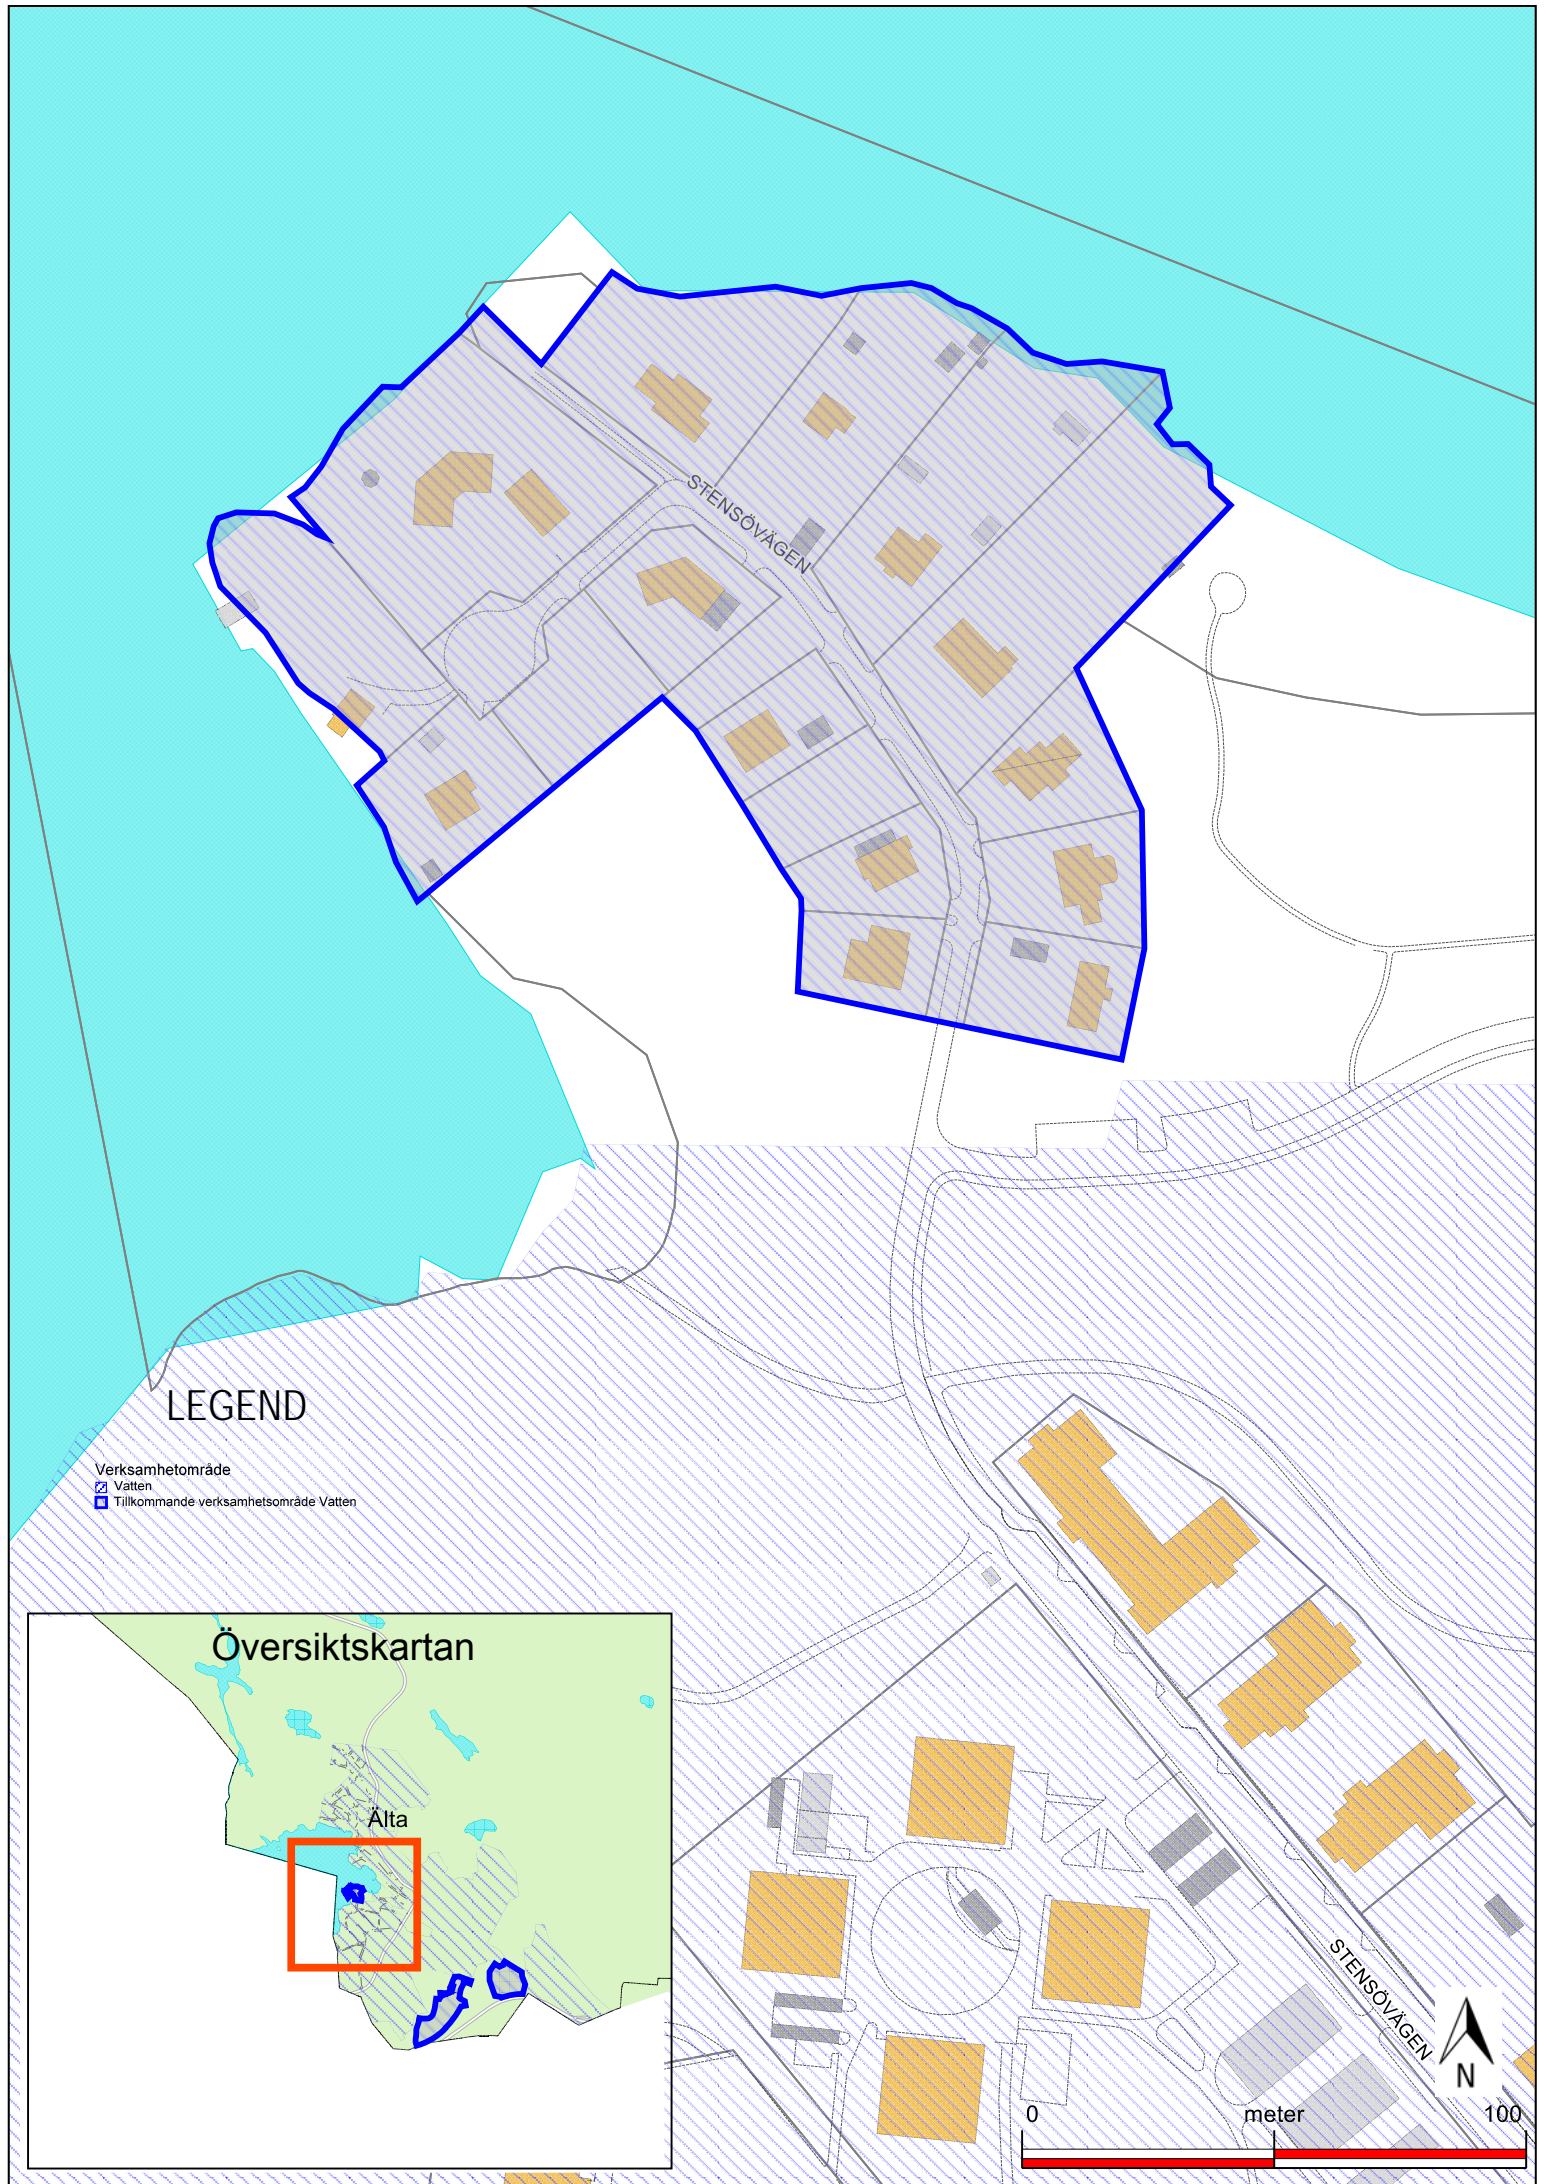 STENSÖVÄGEN
LEGEND
Verksamhetområde
Vatten
Tillkommande verksamhetsområde Vatten
Översiktskartan
Älta
STENSÖVÄGEN
N
0 meter 100